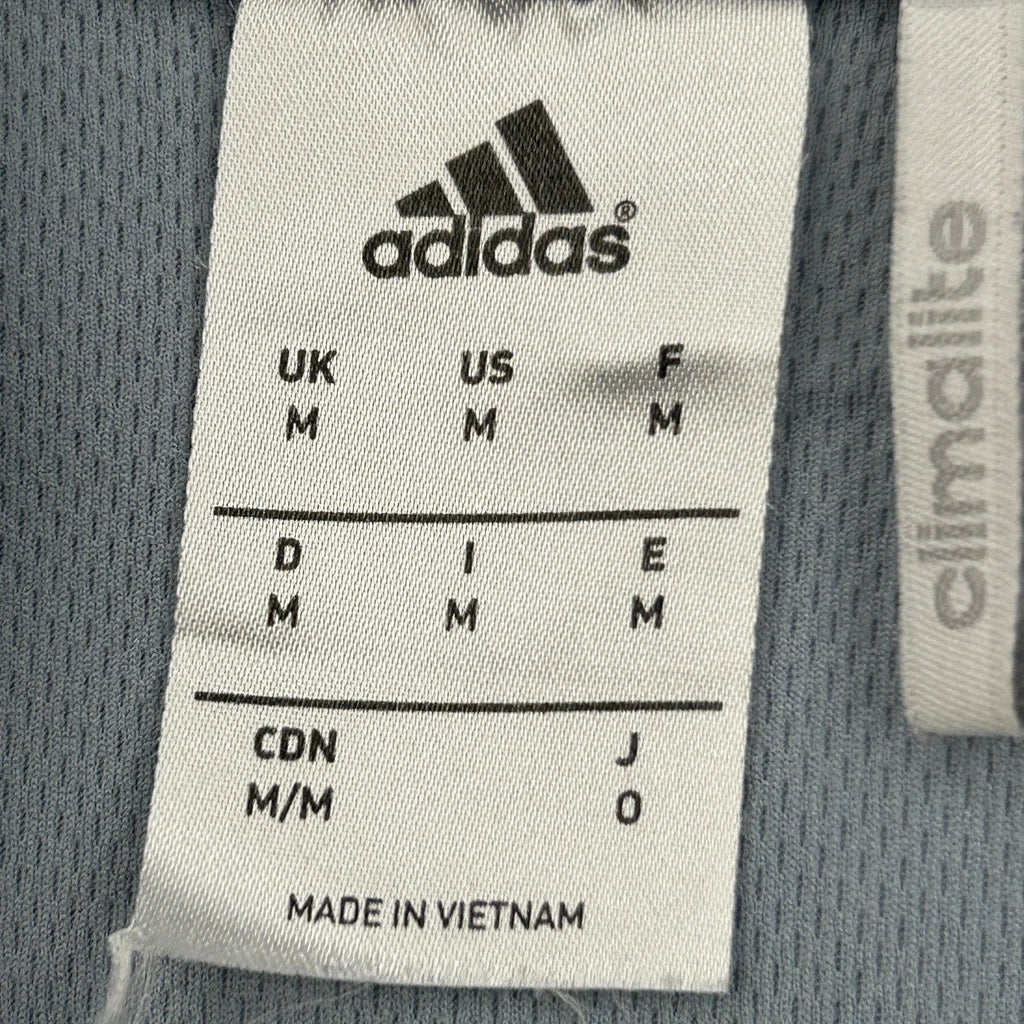 adidas®
UK US F
M M M
D I E
M M M
CDN J
M/M O
MADE IN VIETNAM
climalite